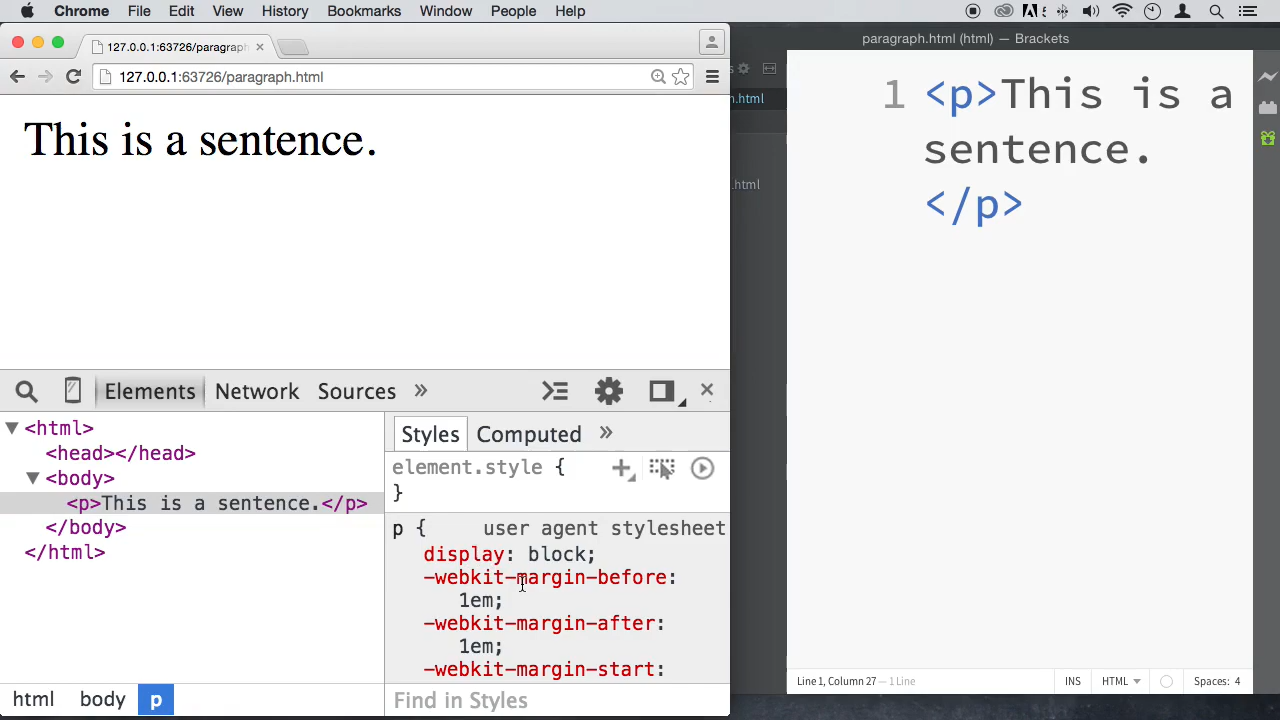 Chrome File Edit View History Bookmarks Window People Help
127.0.0.1:63726/paragraph
127.0.0.1:63726/paragraph.html
This is a sentence.
Elements Network Sources »
<html>
<head></head>
<body>
<p>This is a sentence.</p>
</body>
</html>
html body p
Styles Computed »
element.style {
}
p { user agent stylesheet
display: block;
-webkit-margin-before:
1em;
-webkit-margin-after:
1em;
-webkit-margin-start:
Find in Styles
paragraph.html (html) — Brackets
.html
.html
1 <p>This is a
sentence.
</p>
Line 1, Column 27 — 1 Line INS HTML Spaces: 4